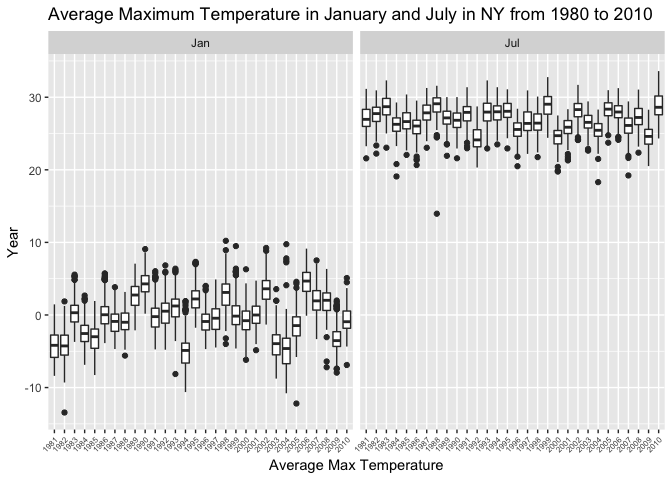 Average Maximum Temperature in January and July in NY from 1980 to 2010
Jan
Jul
30
20
10
0
-10
Year
1981 1982 1983 1984 1985 1986 1987 1988 1989 1990 1991 1992 1993 1994 1995 1996 1997 1998 1999 2000 2001 2002 2003 2004 2005 2006 2007 2008 2009 2010
1981 1982 1983 1984 1985 1986 1987 1988 1989 1990 1991 1992 1993 1994 1995 1996 1997 1998 1999 2000 2001 2002 2003 2004 2005 2006 2007 2008 2009 2010
Average Max Temperature